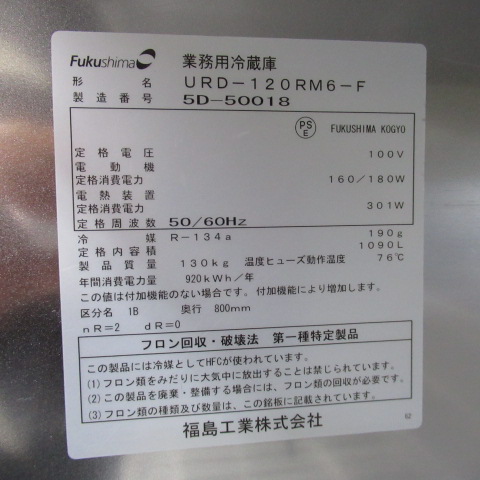 Fukushima 業務用冷蔵庫
形名 URD-120RM6-F
製造番号 5D-50018
PSE FUKUSHIMA KOGYO
定格電圧 100V
電動機
定格消費電力 160/180W
電熱装置
定格消費電力 301W
定格周波数 50/60Hz
冷媒 R-134a 190g
定格内容積 1090L
製品質量 130kg 温度ヒューズ動作温度 76℃
年間消費電力量 920kWh/年
この値は付加機能のない場合です。付加機能により増加します。
区分名 1B 奥行 800mm
nR=2 dR=0
フロン回収・破壊法 第一種特定製品
この製品には冷媒としてHFCが使われています。
(1)フロン類をみだりに大気中に放出することは禁じられています。
(2)この製品を廃棄・整備する場合には、フロン類の回収が必要です。
(3)フロン類の種類及び数量は、この銘板に記載されています。
福島工業株式会社